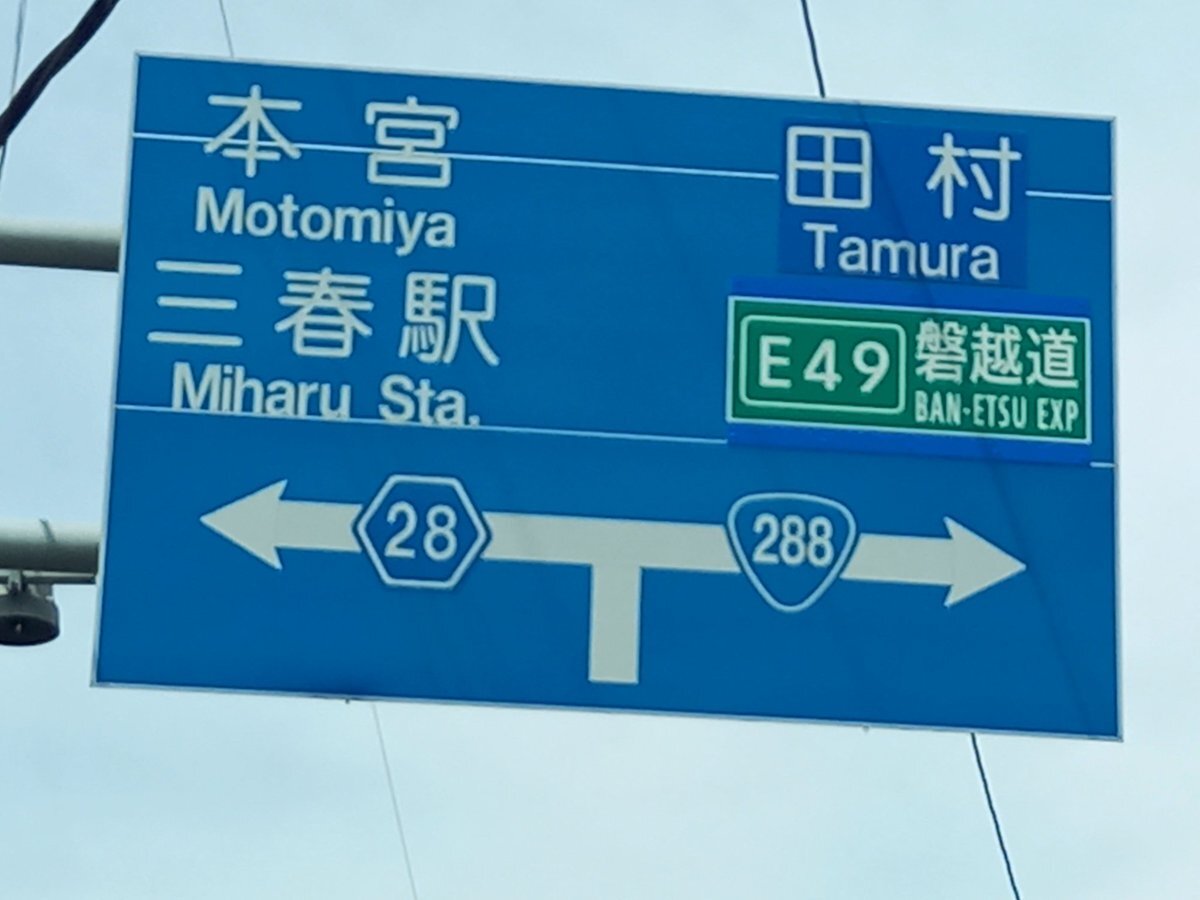 本宮
Motomiya
三春駅
Miharu Sta.
田村
Tamura
E49 磐越道
BAN-ETSU EXP
28
288